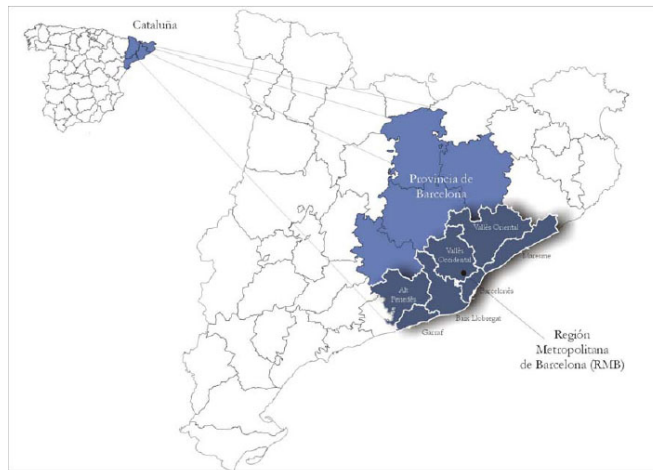 Cataluña
Provincia de
Barcelona
Vallès Oriental
Maresme
Vallès
Occidental
Alt
Penedès
Barcelonès
Baix Llobregat
Garraf
Región
Metropolitana
de Barcelona (RMB)